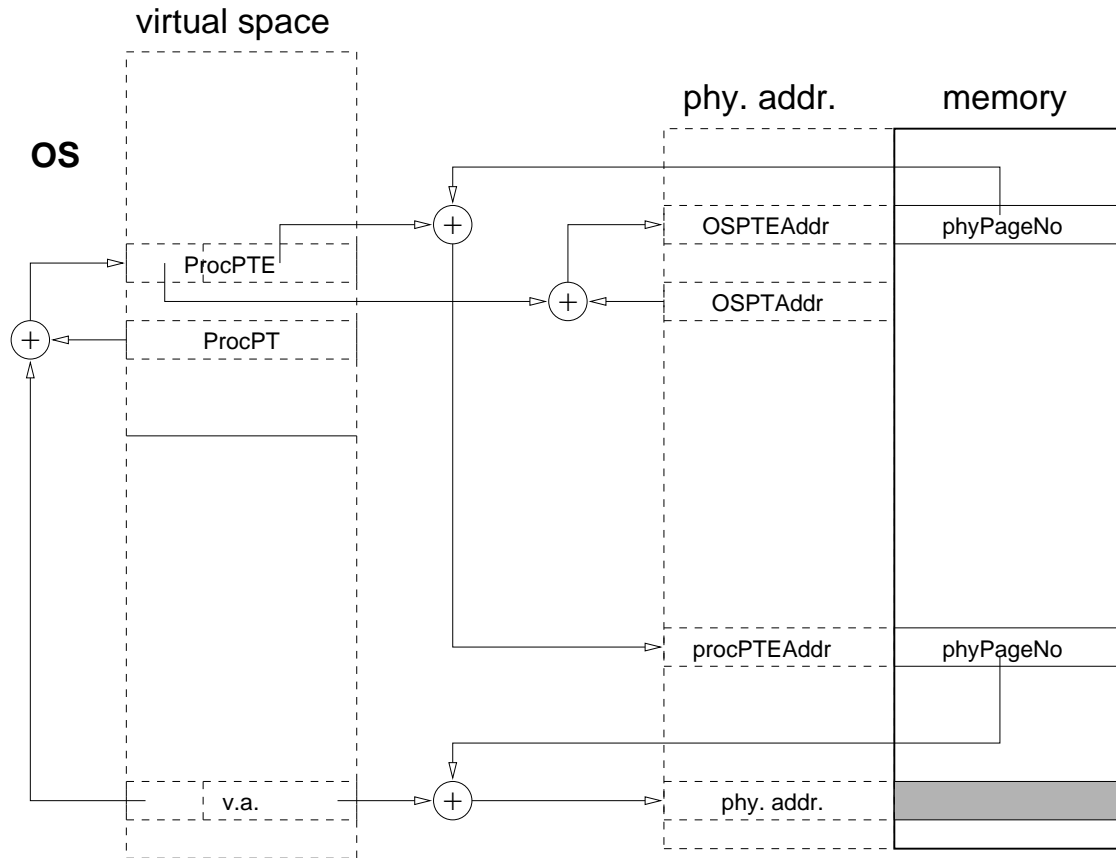 virtual space
phy. addr.
memory
OS
+
OSPTEAddr
phyPageNo
ProcPTE
+
OSPTAddr
+
ProcPT
procPTEAddr
phyPageNo
v.a.
+
phy. addr.